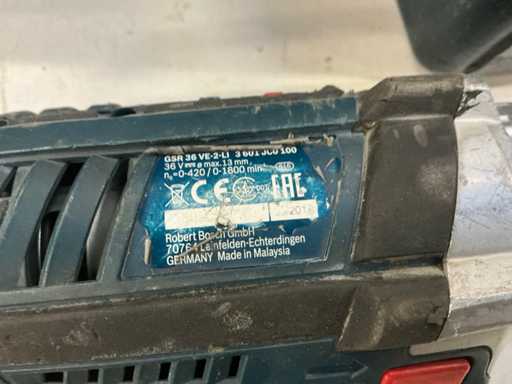 GSR 36 VE-2-LI 3 601 JC0 100
36 V max.13 mm
n₀=0-420 / 0-1800 min
CE EAC
Robert Bosch GmbH
70764 Leinfelden-Echterdingen
GERMANY Made in Malaysia